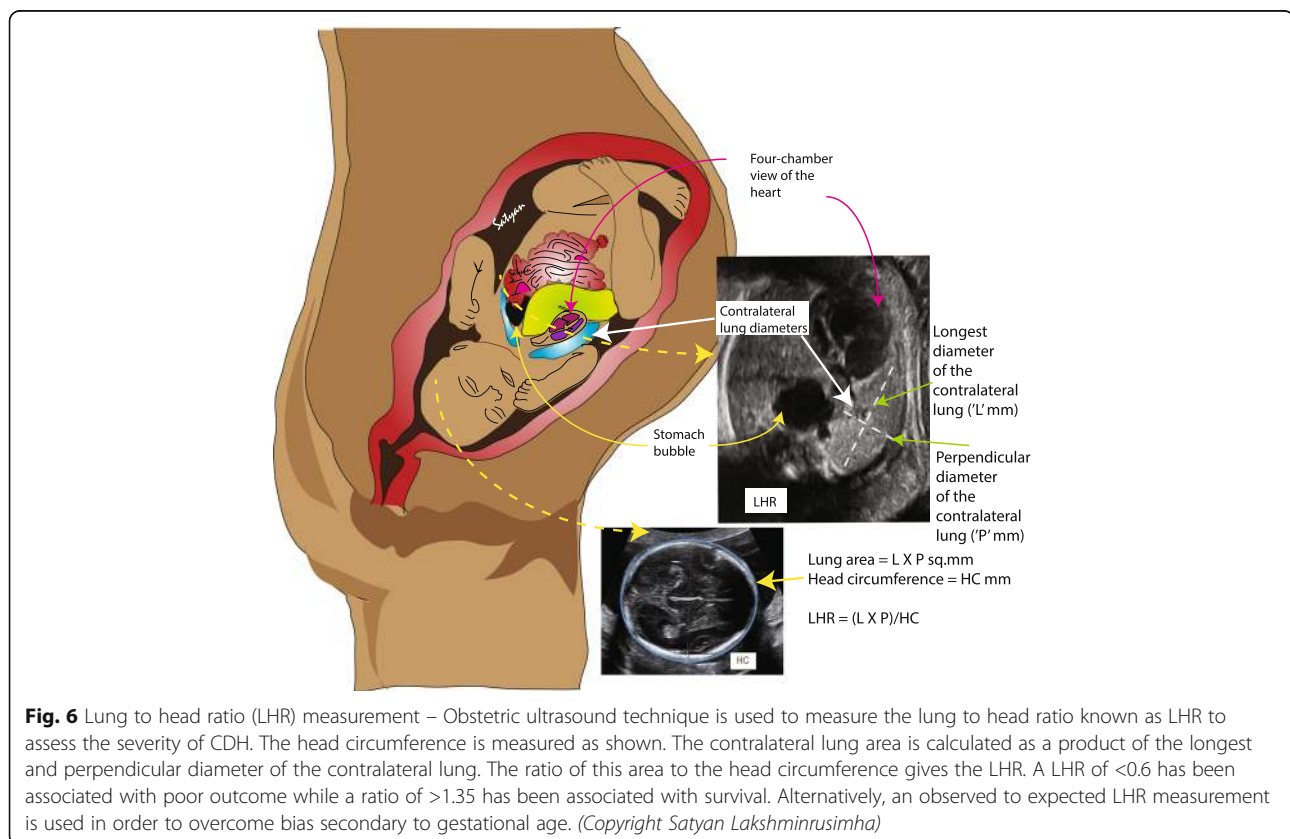 Four-chamber
view of the
heart
Satyan
Contralateral
lung diameters
Longest
diameter
of the
contralateral
lung ('L' mm)
Stomach
bubble
Perpendicular
diameter
of the
contralateral
lung ('P' mm)
LHR
Lung area = L X P sq.mm
Head circumference = HC mm
LHR = (L X P)/HC
HC
Fig. 6 Lung to head ratio (LHR) measurement – Obstetric ultrasound technique is used to measure the lung to head ratio known as LHR to
assess the severity of CDH. The head circumference is measured as shown. The contralateral lung area is calculated as a product of the longest
and perpendicular diameter of the contralateral lung. The ratio of this area to the head circumference gives the LHR. A LHR of <0.6 has been
associated with poor outcome while a ratio of >1.35 has been associated with survival. Alternatively, an observed to expected LHR measurement
is used in order to overcome bias secondary to gestational age. (Copyright Satyan Lakshminrusimha)